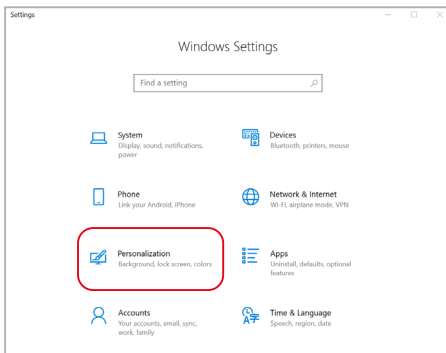 Settings
Windows Settings
Find a setting
System
Display, sound, notifications,
power
Devices
Bluetooth, printers, mouse
Phone
Link your Android, iPhone
Network & Internet
Wi-Fi, airplane mode, VPN
Personalization
Background, lock screen, colors
Apps
Uninstall, defaults, optional
features
Accounts
Your accounts, email, sync,
work, family
Time & Language
Speech, region, date